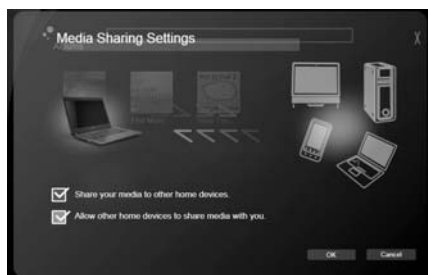 Media Sharing Settings
Share your media to other home devices.
Allow other home devices to share media with you.
OK
Cancel